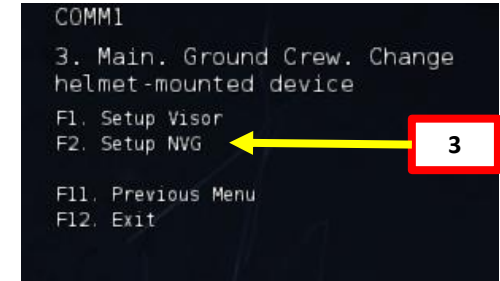 COMM1
3. Main. Ground Crew. Change
helmet-mounted device
F1. Setup Visor
F2. Setup NVG
3
F11. Previous Menu
F12. Exit